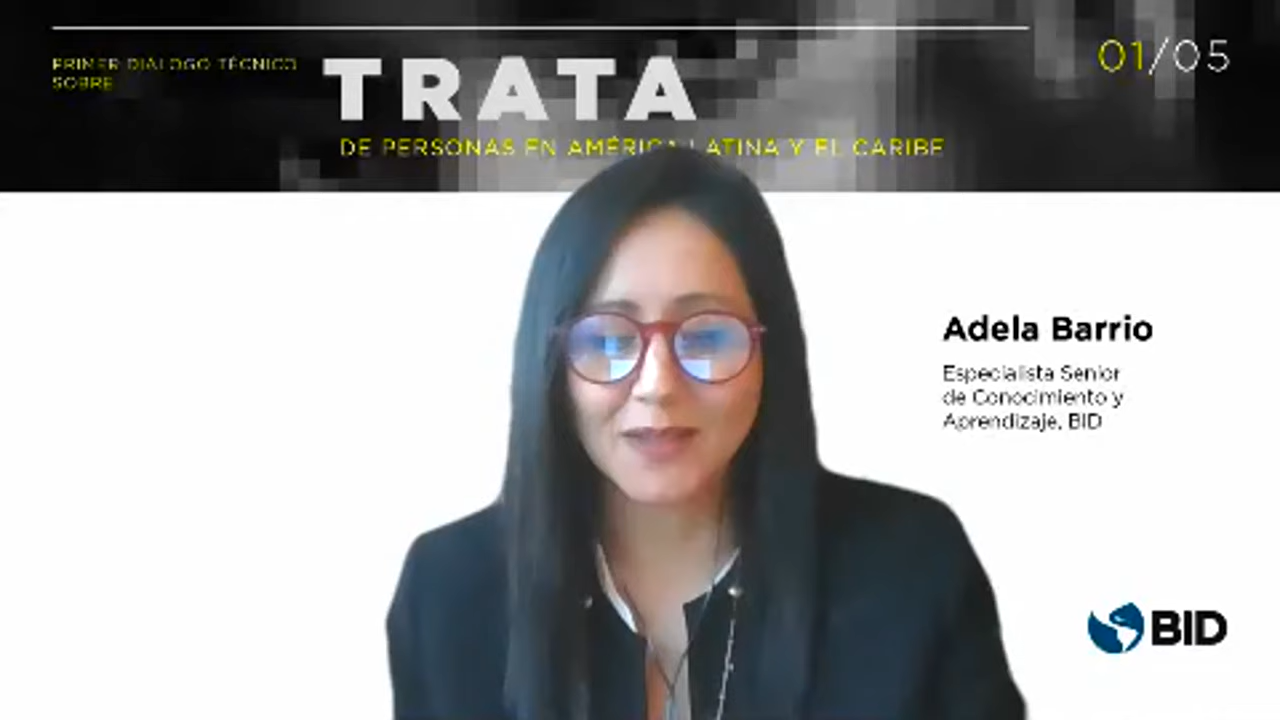 PRIMER DIÁLOGO TÉCNICO
SOBRE
TRATA
DE PERSONAS EN AMÉRICA LATINA Y EL CARIBE
01/05
Adela Barrio
Especialista Senior
de Conocimiento y
Aprendizaje, BID
BID